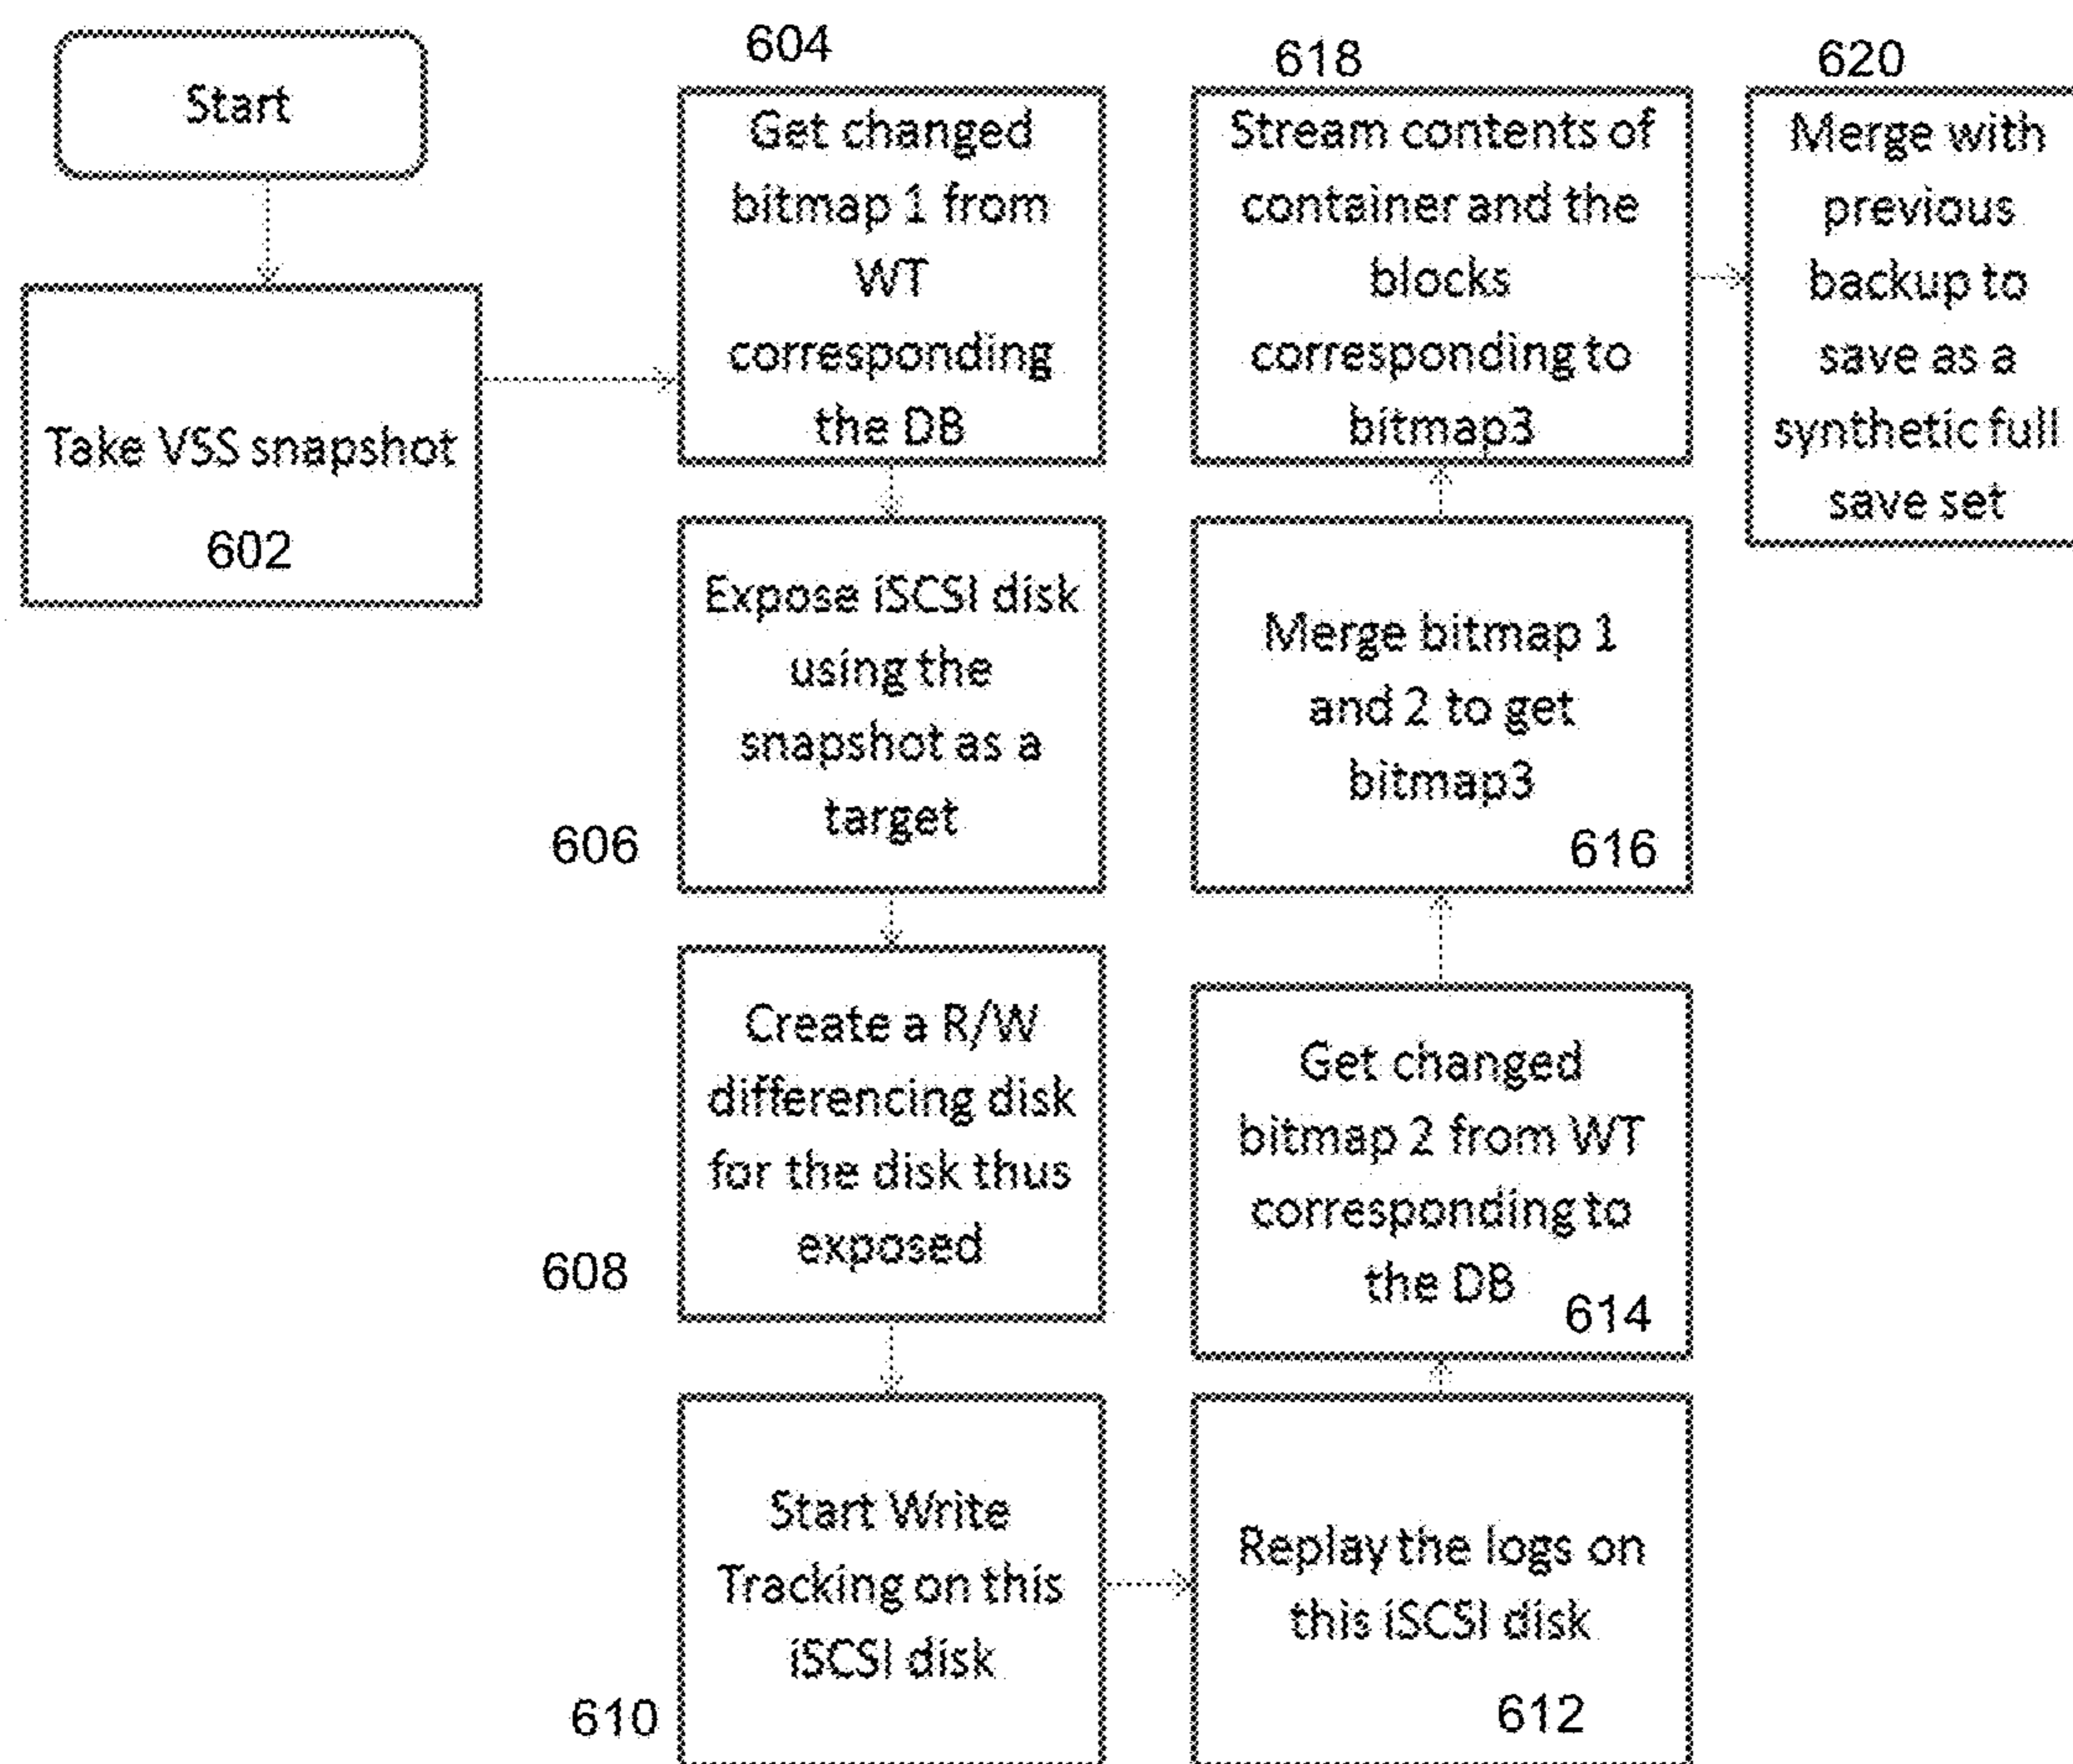 Start
Take VSS snapshot
602
604
Get changed
bitmap 1 from
WT
corresponding
the DB
Expose iSCSI disk
using the
snapshot as a
target
606
Create a R/W
differencing disk
for the disk thus
exposed
608
Start Write
Tracking on this
iSCSI disk
610
Replay the logs on
this iSCSI disk
612
Get changed
bitmap 2 from WT
corresponding to
the DB
614
Merge bitmap 1
and 2 to get
bitmap3
616
618
Stream contents of
container and the
blocks
corresponding to
bitmap3
620
Merge with
previous
backup to
save as a
synthetic full
save set